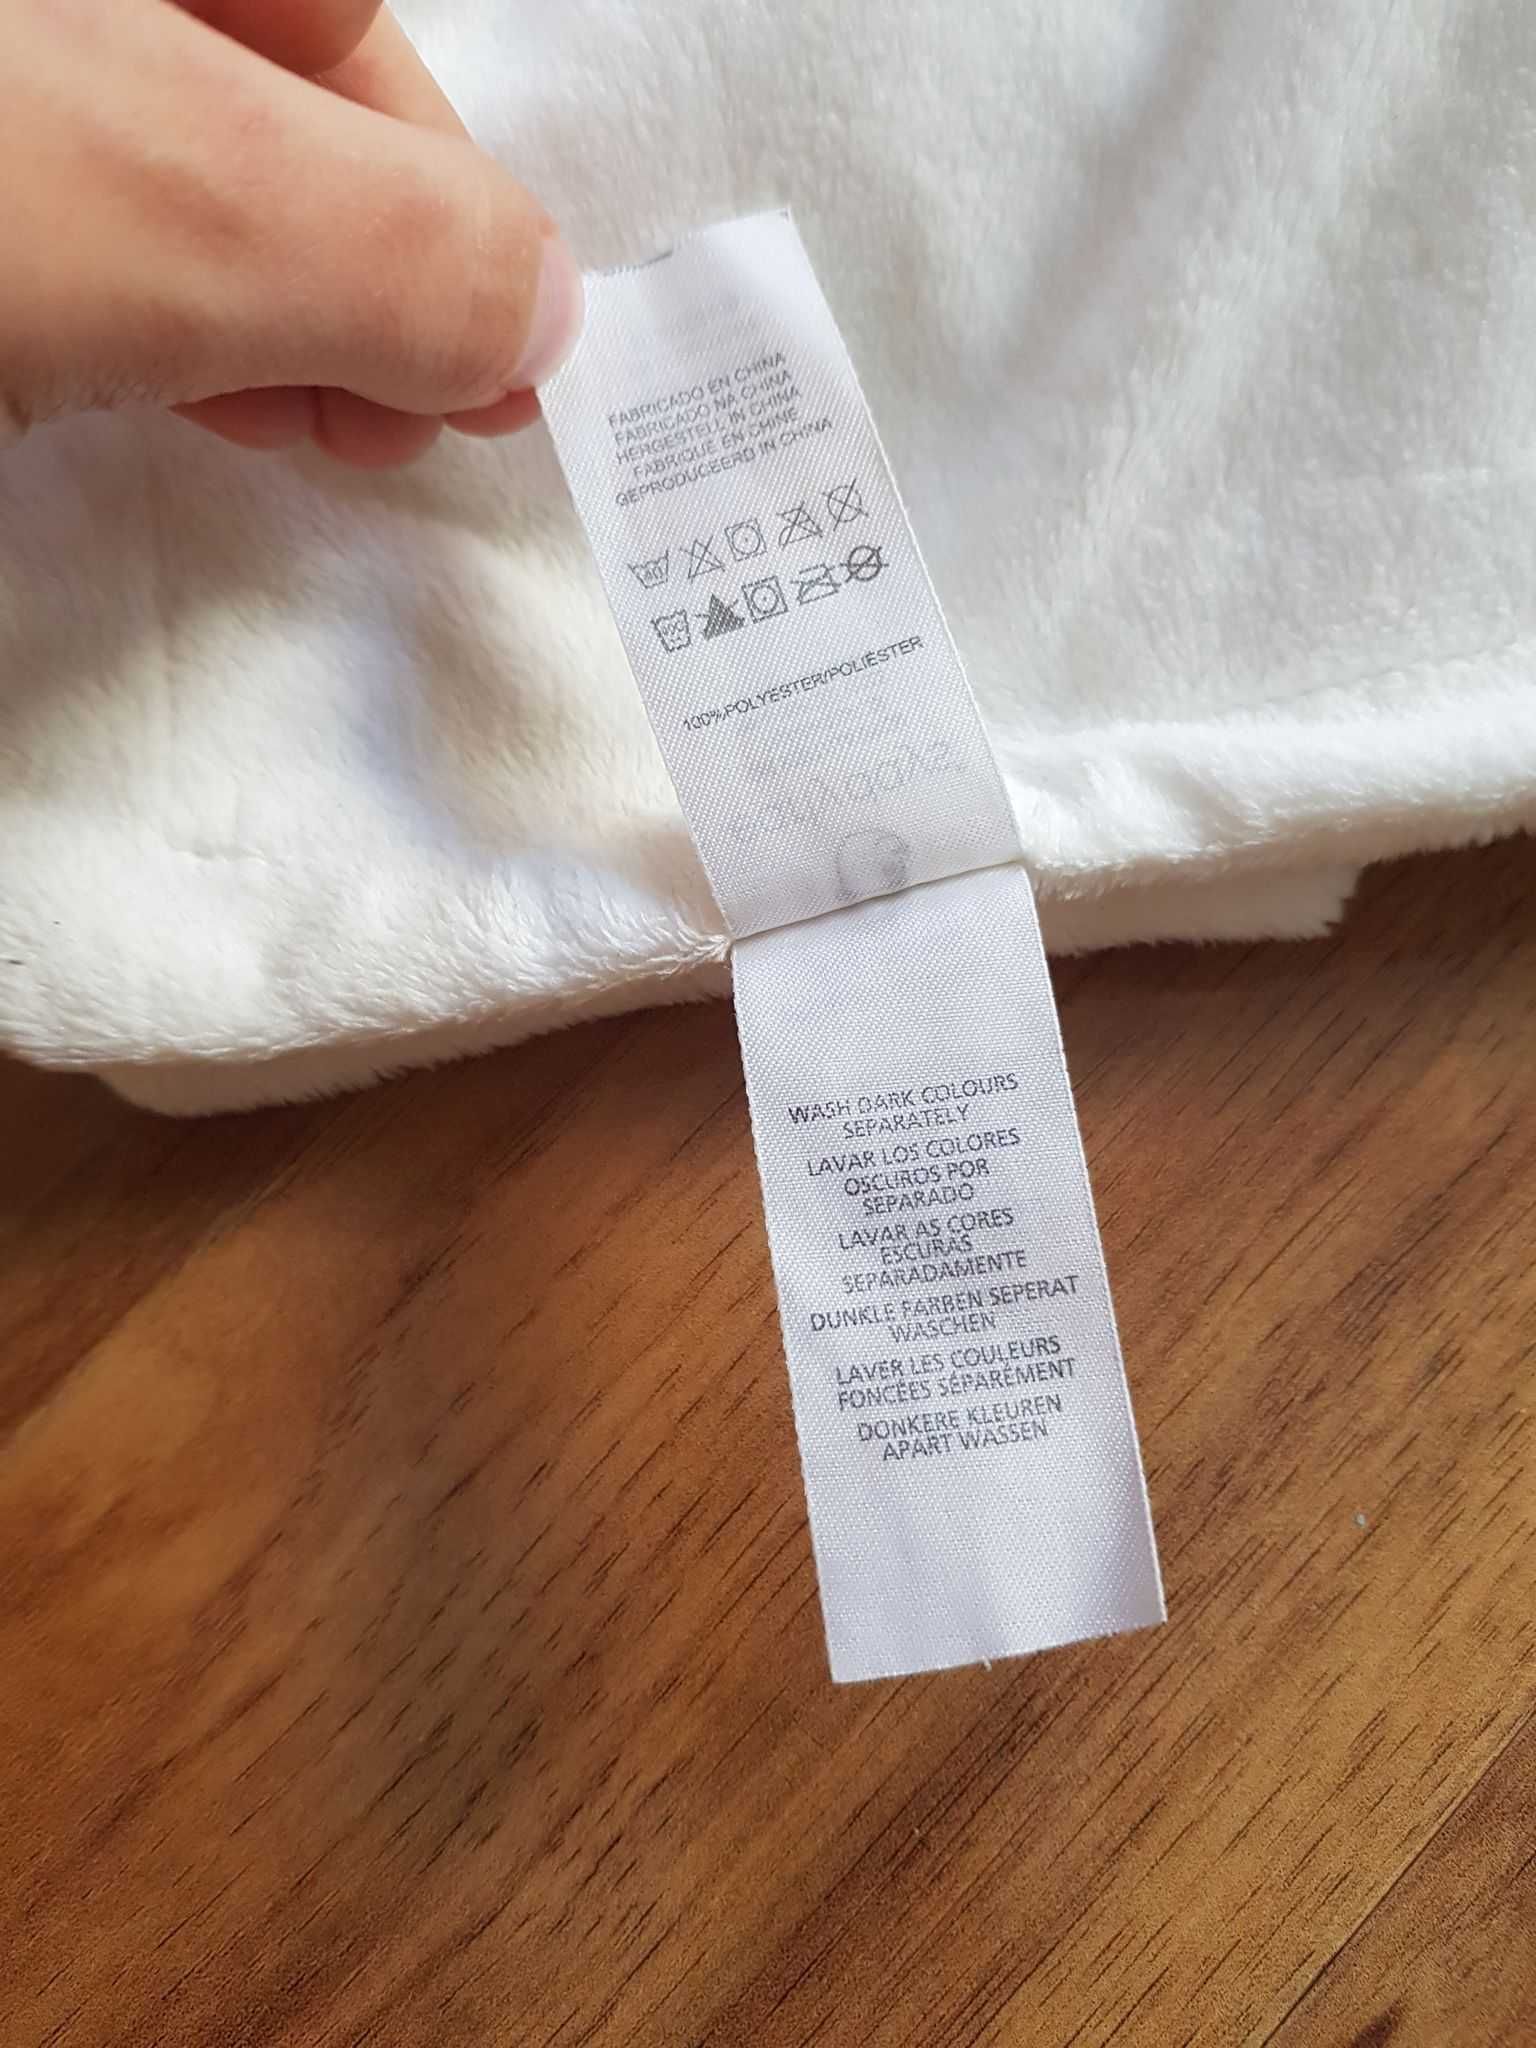 FABRICADO EN CHINA
FABRICADO NA CHINA
HERGESTELL IN CHINA
FABRIQUE EN CHINE
GEPRODUCEERD IN CHINA
100%POLYESTER/POLIÉSTER
WASH DARK COLOURS
SEPARATELY
LAVAR LOS COLORES
OSCUROS POR
SEPARADO
LAVAR AS CORES
ESCURAS
SEPARADAMENTE
DUNKLE FARBEN SEPERAT
WASCHEN
LAVER LES COULEURS
FONCÉES SÉPARÉMENT
DONKERE KLEUREN
APART WASSEN